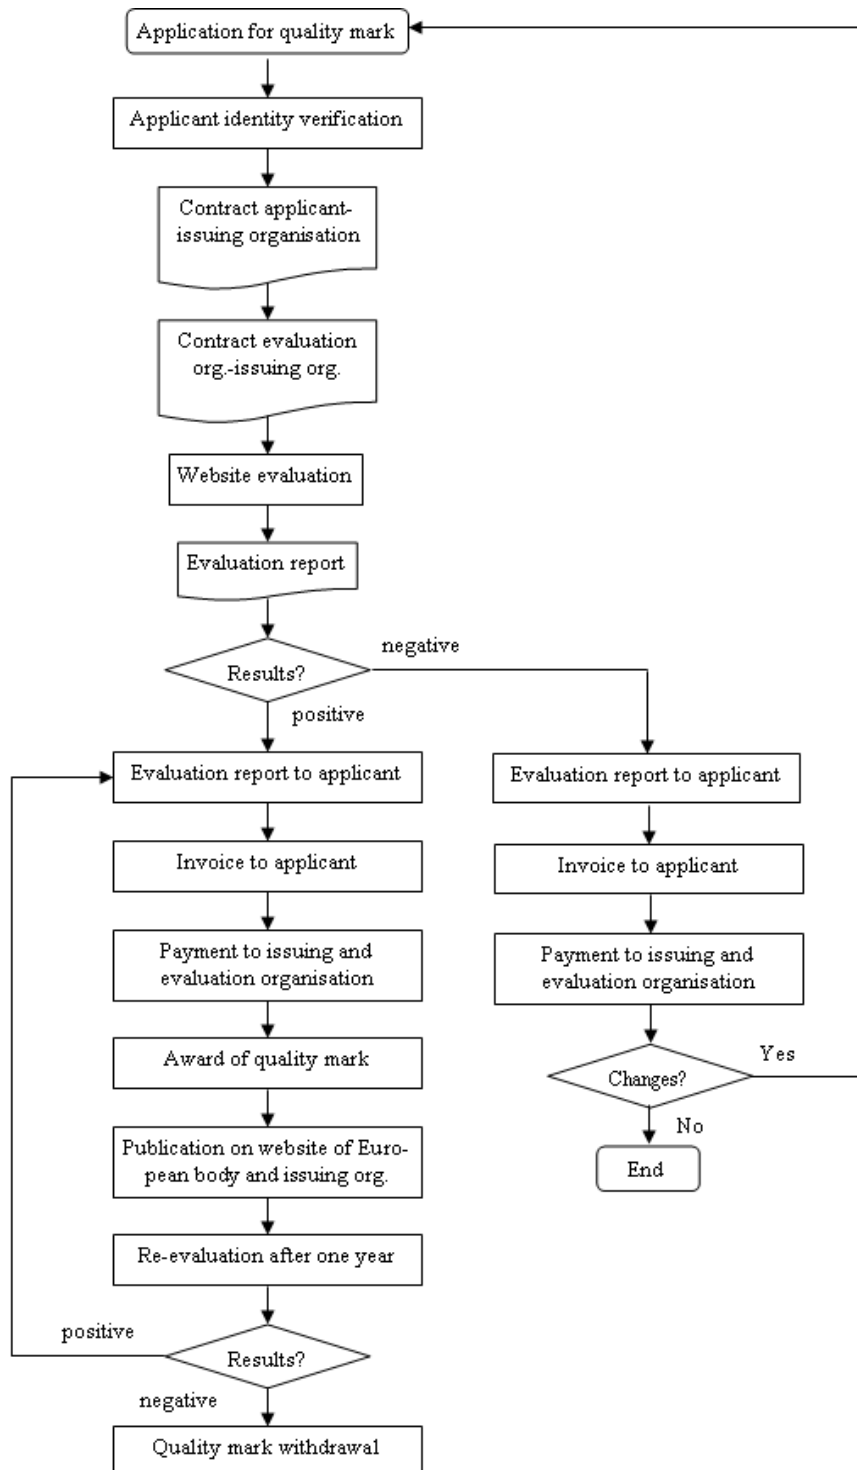 Application for quality mark
Applicant identity verification
Contract applicant-
issuing organisation
Contract evaluation
org.-issuing org.
Website evaluation
Evaluation report
negative
Results?
positive
Evaluation report to applicant
Invoice to applicant
Payment to issuing and
evaluation organisation
Award of quality mark
Publication on website of Euro-
pean body and issuing org.
Re-evaluation after one year
positive
Results?
negative
Quality mark withdrawal
Evaluation report to applicant
Invoice to applicant
Payment to issuing and
evaluation organisation
Yes
Changes?
No
End